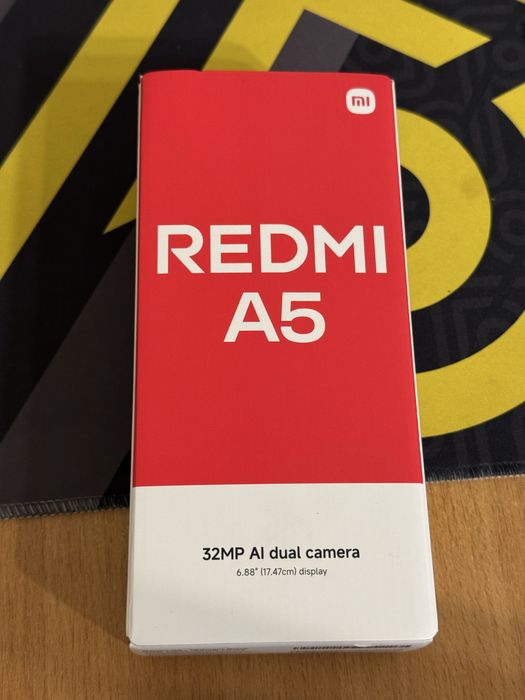 mi
REDMI
A5
32MP AI dual camera
6.88" (17.47cm) display